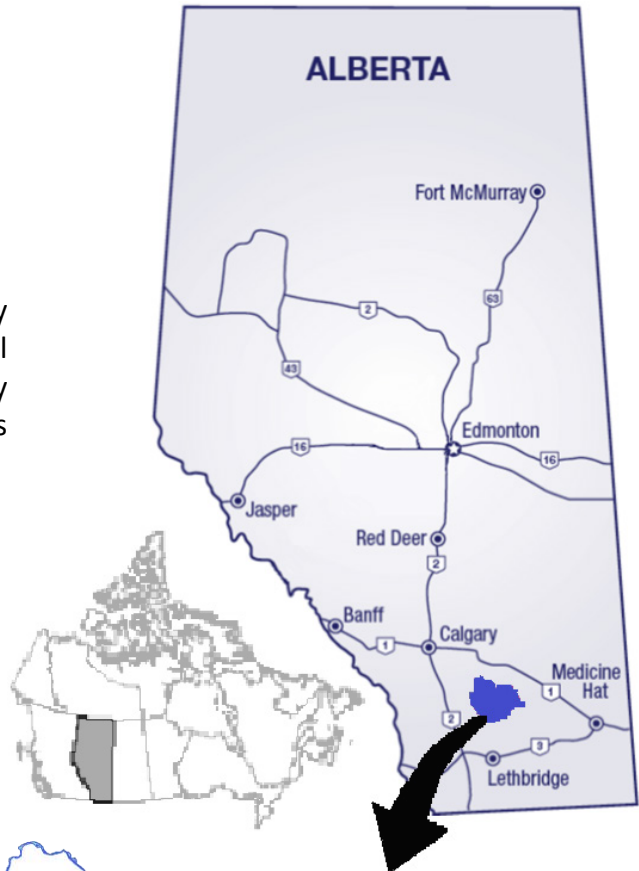 ALBERTA
Fort McMurray
63
2
43
Edmonton
16
16
Jasper
Red Deer
2
Banff
Calgary
1
Medicine
Hat
1
2
3
Lethbridge
y
l
y
s